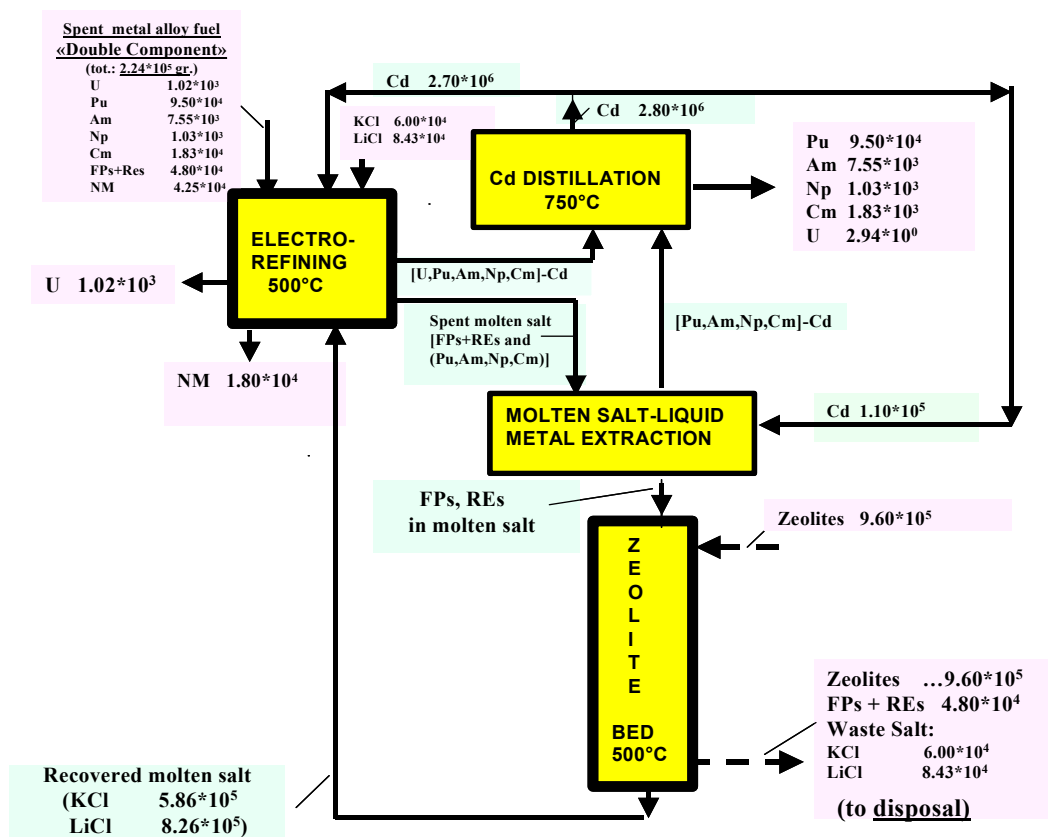 Spent metal alloy fuel
«Double Component»
(tot.: 2.24*10⁵ gr.)
U 1.02*10³
Pu 9.50*10⁴
Am 7.55*10³
Np 1.03*10³
Cm 1.83*10⁴
FPs+Res 4.80*10⁴
NM 4.25*10⁴
Cd 2.70*10⁶
Cd 2.80*10⁶
KCl 6.00*10⁴
LiCl 8.43*10⁴
Cd DISTILLATION
750°C
Pu 9.50*10⁴
Am 7.55*10³
Np 1.03*10³
Cm 1.83*10³
U 2.94*10⁰
ELECTRO-
REFINING
500°C
[U,Pu,Am,Np,Cm]-Cd
U 1.02*10³
Spent molten salt
[FPs+REs and
(Pu,Am,Np,Cm)]
[Pu,Am,Np,Cm]-Cd
NM 1.80*10⁴
MOLTEN SALT-LIQUID
METAL EXTRACTION
Cd 1.10*10⁵
FPs, REs
in molten salt
Zeolites 9.60*10⁵
Z
E
O
L
I
T
E
BED
500°C
Zeolites …9.60*10⁵
FPs + REs 4.80*10⁴
Waste Salt:
KCl 6.00*10⁴
LiCl 8.43*10⁴
(to disposal)
Recovered molten salt
(KCl 5.86*10⁵
LiCl 8.26*10⁵)